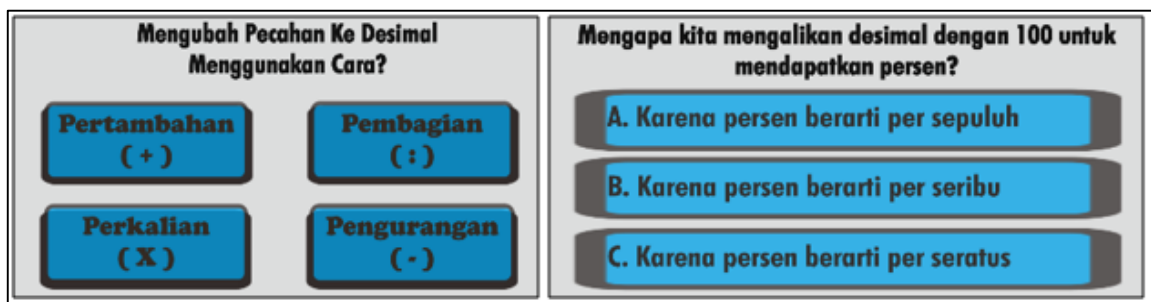 Mengubah Pecahan Ke Desimal
Menggunakan Cara?
Pertambahan
( + )
Pembagian
( : )
Perkalian
( X )
Pengurangan
( - )
Mengapa kita mengalikan desimal dengan 100 untuk
mendapatkan persen?
A. Karena persen berarti per sepuluh
B. Karena persen berarti per seribu
C. Karena persen berarti per seratus